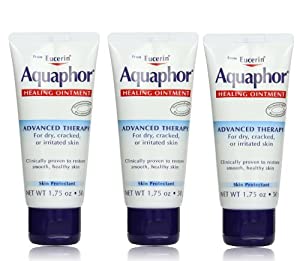 from Eucerin
Aquaphor
HEALING OINTMENT
ADVANCED THERAPY
For dry, cracked,
or irritated skin
Clinically proven to restore
smooth, healthy skin
Skin Protectant
NET WT 1.75 oz • 50
from Eucerin
Aquaphor
HEALING OINTMENT
ADVANCED THERAPY
For dry, cracked,
or irritated skin
Clinically proven to restore
smooth, healthy skin
Skin Protectant
NET WT 1.75 oz • 50
from Eucerin
Aquaphor
HEALING OINTMENT
ADVANCED THERAPY
For dry, cracked,
or irritated skin
Clinically proven to restore
smooth, healthy skin
Skin Protectant
NET WT 1.75 oz • 50